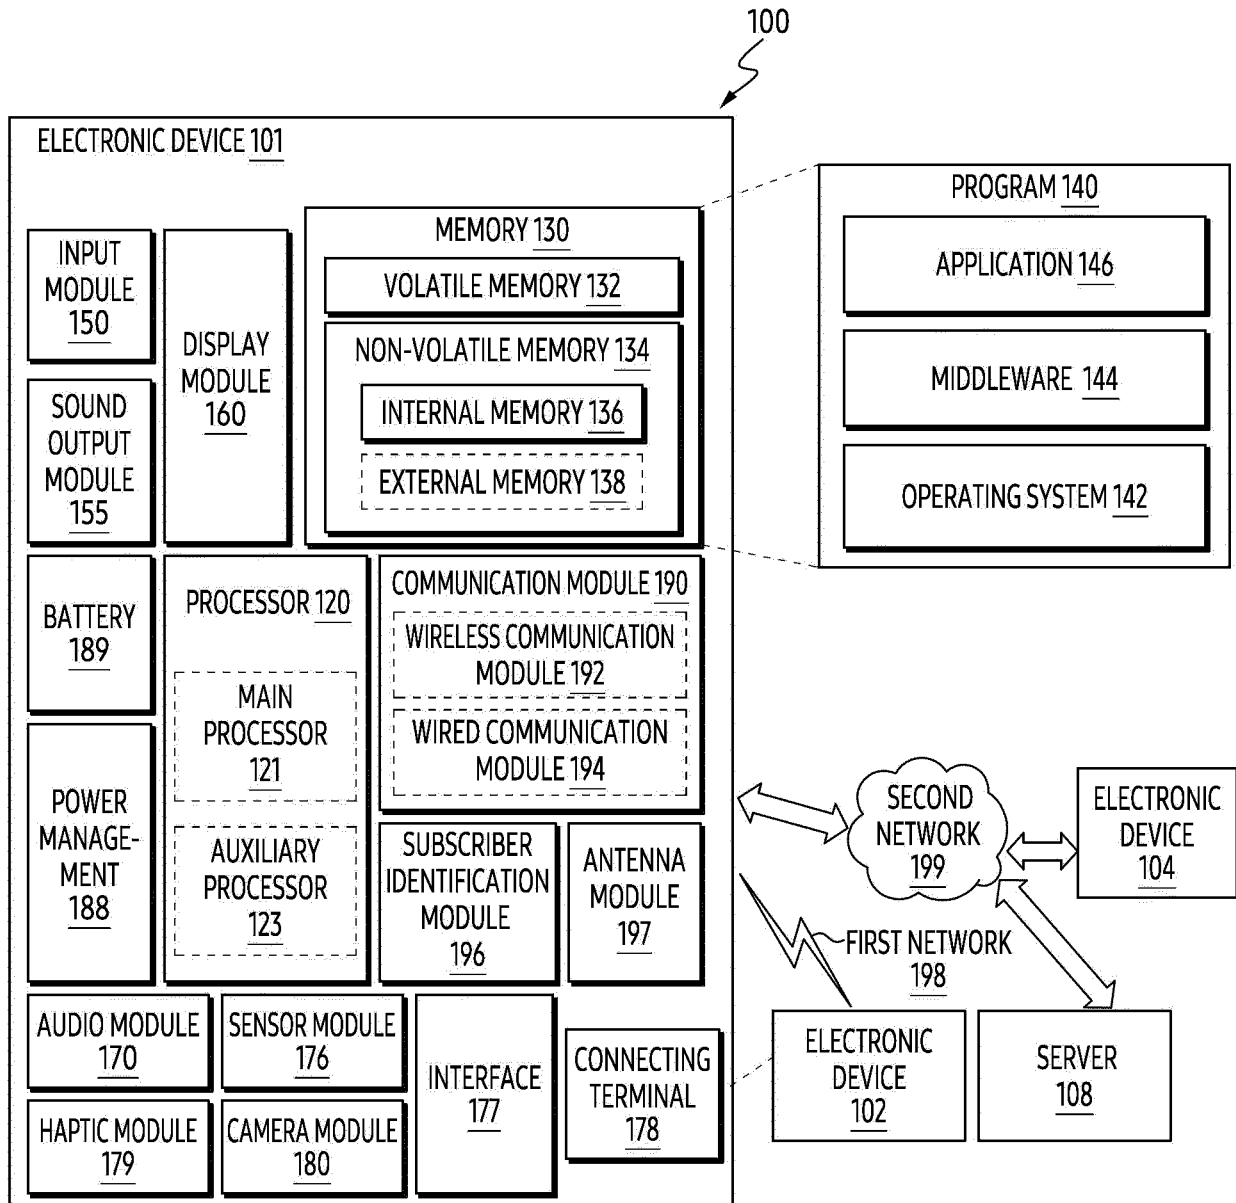 100
ELECTRONIC DEVICE 101
INPUT
MODULE
150
SOUND
OUTPUT
MODULE
155
DISPLAY
MODULE
160
MEMORY 130
VOLATILE MEMORY 132
NON-VOLATILE MEMORY 134
INTERNAL MEMORY 136
EXTERNAL MEMORY 138
PROGRAM 140
APPLICATION 146
MIDDLEWARE 144
OPERATING SYSTEM 142
BATTERY
189
POWER
MANAGE-
MENT
188
PROCESSOR 120
MAIN
PROCESSOR
121
AUXILIARY
PROCESSOR
123
COMMUNICATION MODULE 190
WIRELESS COMMUNICATION
MODULE 192
WIRED COMMUNICATION
MODULE 194
SUBSCRIBER
IDENTIFICATION
MODULE
196
ANTENNA
MODULE
197
SECOND
NETWORK
199
ELECTRONIC
DEVICE
104
FIRST NETWORK
198
AUDIO MODULE
170
SENSOR MODULE
176
INTERFACE
177
CONNECTING
TERMINAL
178
HAPTIC MODULE
179
CAMERA MODULE
180
ELECTRONIC
DEVICE
102
SERVER
108